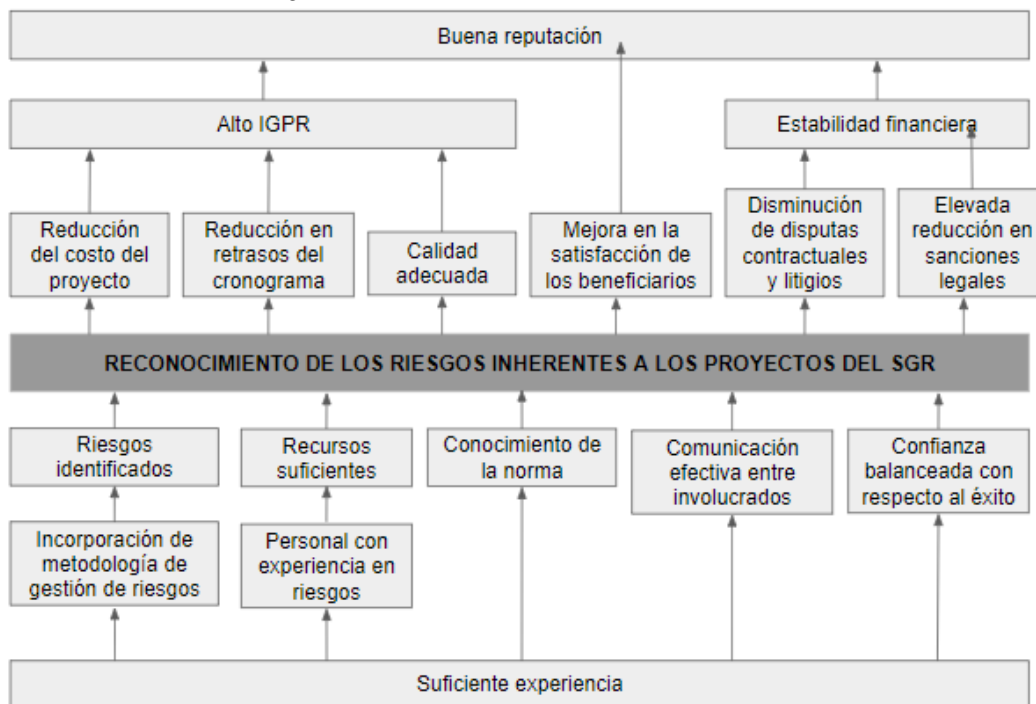 Buena reputación
Alto IGPR
Estabilidad financiera
Reducción
del costo del
proyecto
Reducción en
retrasos del
cronograma
Calidad
adecuada
Mejora en la
satisfacción de
los beneficiarios
Disminución
de disputas
contractuales
y litigios
Elevada
reducción en
sanciones
legales
RECONOCIMIENTO DE LOS RIESGOS INHERENTES A LOS PROYECTOS DEL SGR
Riesgos
identificados
Recursos
suficientes
Conocimiento de
la norma
Comunicación
efectiva entre
involucrados
Confianza
balanceada con
respecto al éxito
Incorporación de
metodología de
gestión de riesgos
Personal con
experiencia en
riesgos
Suficiente experiencia